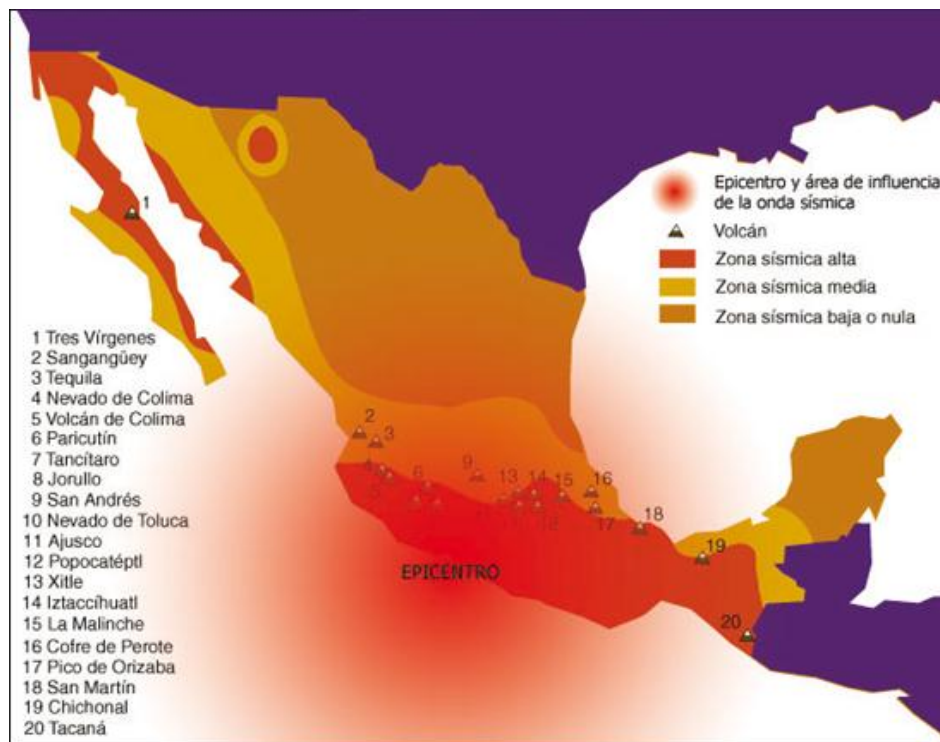 Epicentro y área de influencia
de la onda sísmica
Volcán
Zona sísmica alta
Zona sísmica media
Zona sísmica baja o nula
1 Tres Vírgenes
2 Sangangüey
3 Tequila
4 Nevado de Colima
5 Volcán de Colima
6 Paricutín
7 Tancítaro
8 Jorullo
9 San Andrés
10 Nevado de Toluca
11 Ajusco
12 Popocatéptl
13 Xitle
14 Iztaccíhuatl
15 La Malinche
16 Cofre de Perote
17 Pico de Orizaba
18 San Martín
19 Chichonal
20 Tacaná
1
2
3
4
6
9
13
14
15
16
17
18
19
20
EPICENTRO